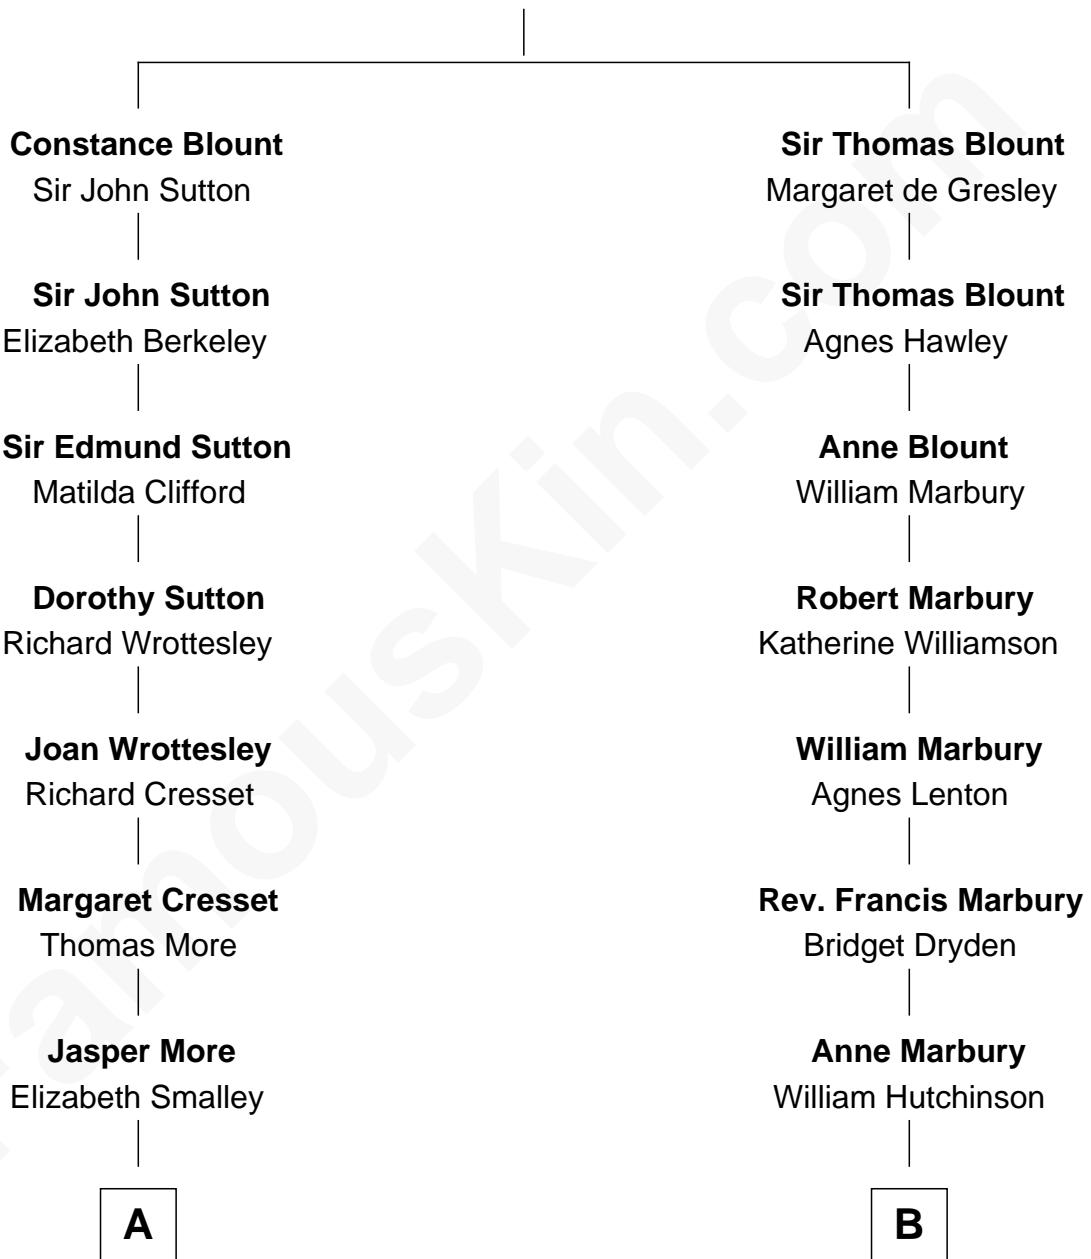 Constance Blount
Sir John Sutton
Sir John Sutton
Elizabeth Berkeley
Sir Edmund Sutton
Matilda Clifford
Dorothy Sutton
Richard Wrottesley
Joan Wrottesley
Richard Cresset
Margaret Cresset
Thomas More
Jasper More
Elizabeth Smalley
A
Sir Thomas Blount
Margaret de Gresley
Sir Thomas Blount
Agnes Hawley
Anne Blount
William Marbury
Robert Marbury
Katherine Williamson
William Marbury
Agnes Lenton
Rev. Francis Marbury
Bridget Dryden
Anne Marbury
William Hutchinson
B
FamousKin.com